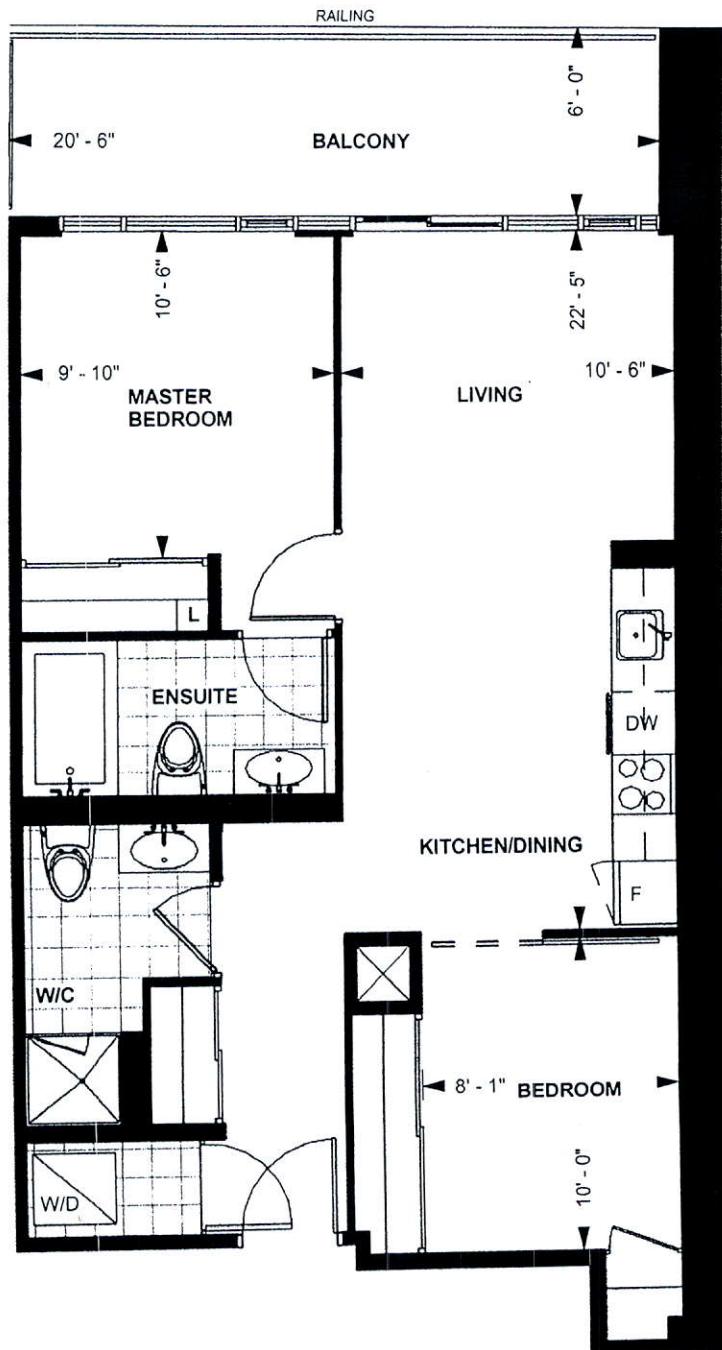 RAILING
6' - 0"
20' - 6"
BALCONY
10' - 6"
22' - 5"
9' - 10"
10' - 6"
MASTER
BEDROOM
LIVING
L
ENSUITE
DW
KITCHEN/DINING
F
W/C
8' - 1"
BEDROOM
W/D
10' - 0"